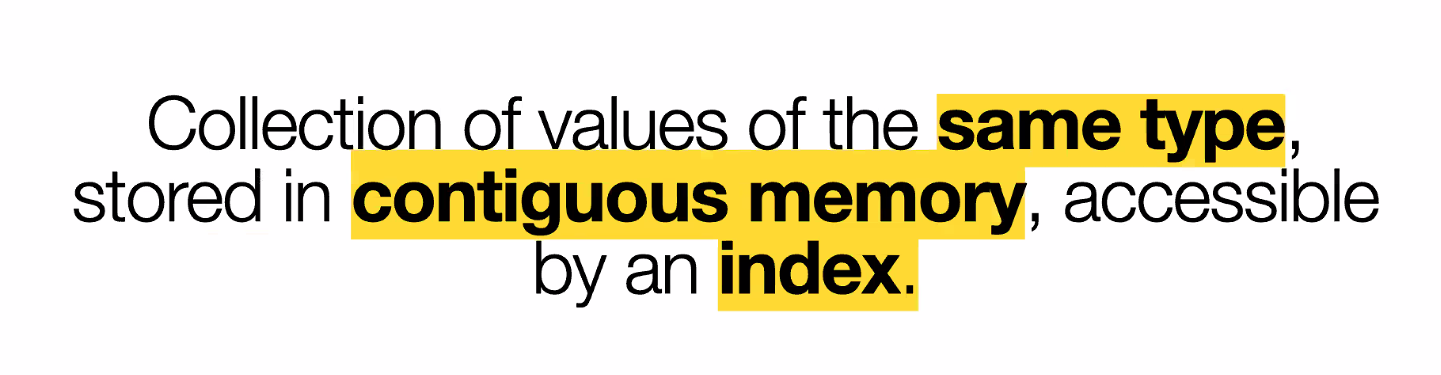 Collection of values of the same type,
stored in contiguous memory, accessible
by an index.